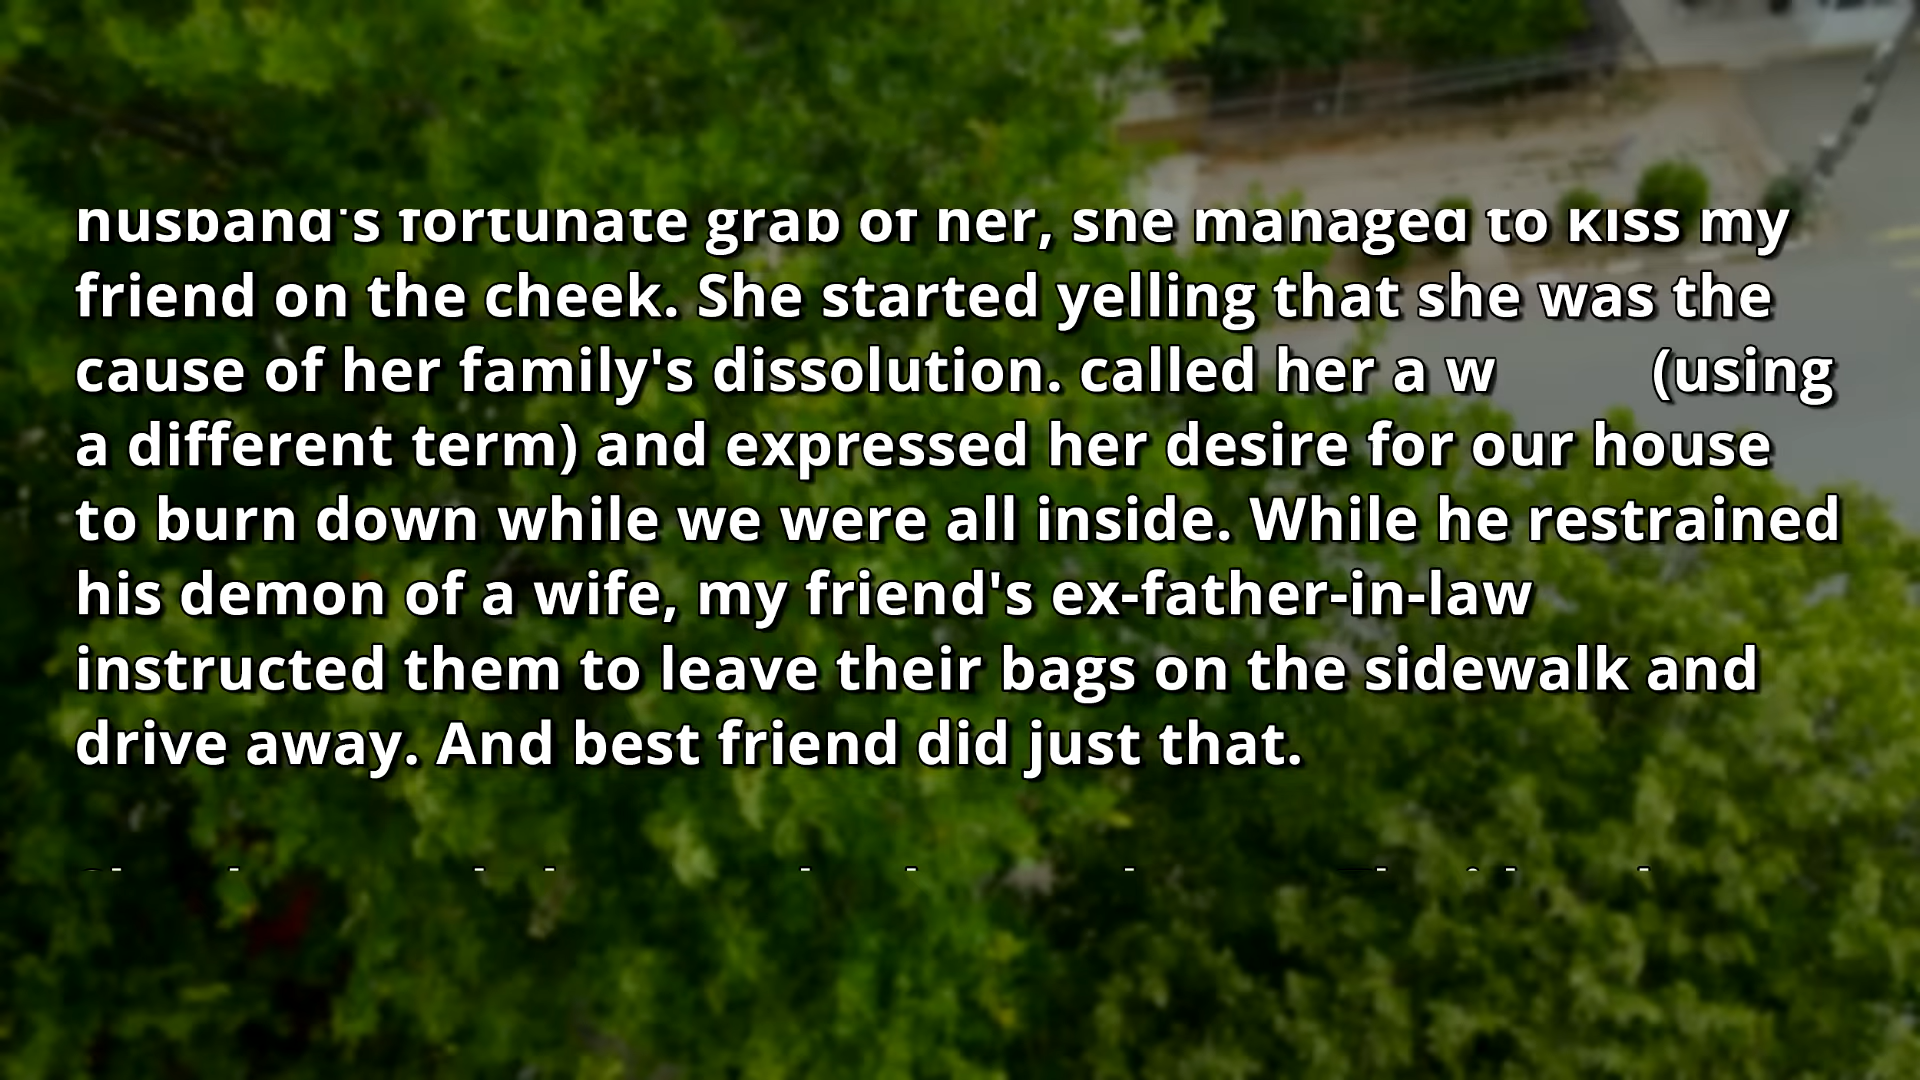 husband's fortunate grab of her, she managed to kiss my
friend on the cheek. She started yelling that she was the
cause of her family's dissolution. called her a w (using
a different term) and expressed her desire for our house
to burn down while we were all inside. While he restrained
his demon of a wife, my friend's ex-father-in-law
instructed them to leave their bags on the sidewalk and
drive away. And best friend did just that.